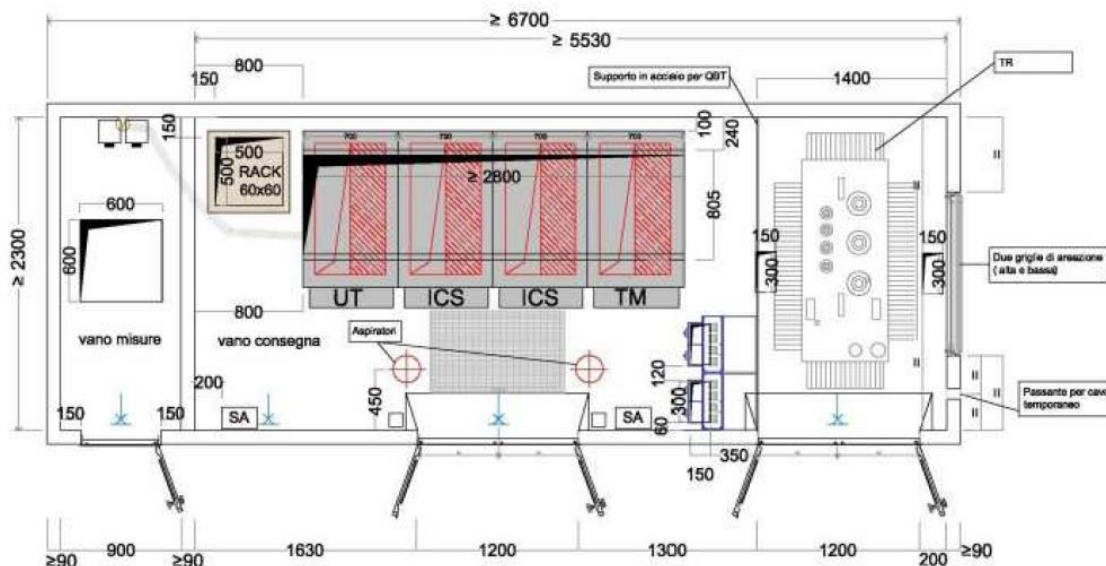 ≥ 6700
≥ 5530
800
150
Supporto in acciaio per QBT
1400
TR
150
500
500
RACK
60x60
700
700
700
700
≥ 2800
100
240
805
600
600
≥ 2300
150
300
150
300
Due griglie di areazione
( alta e bassa)
UT
ICS
ICS
TM
800
vano misure
vano consegna
Aspiratori
200
450
120
300
60
Passante per cavo
temporaneo
150
150
SA
SA
350
150
≥90
900
≥90
1630
1200
1300
1200
200
≥90